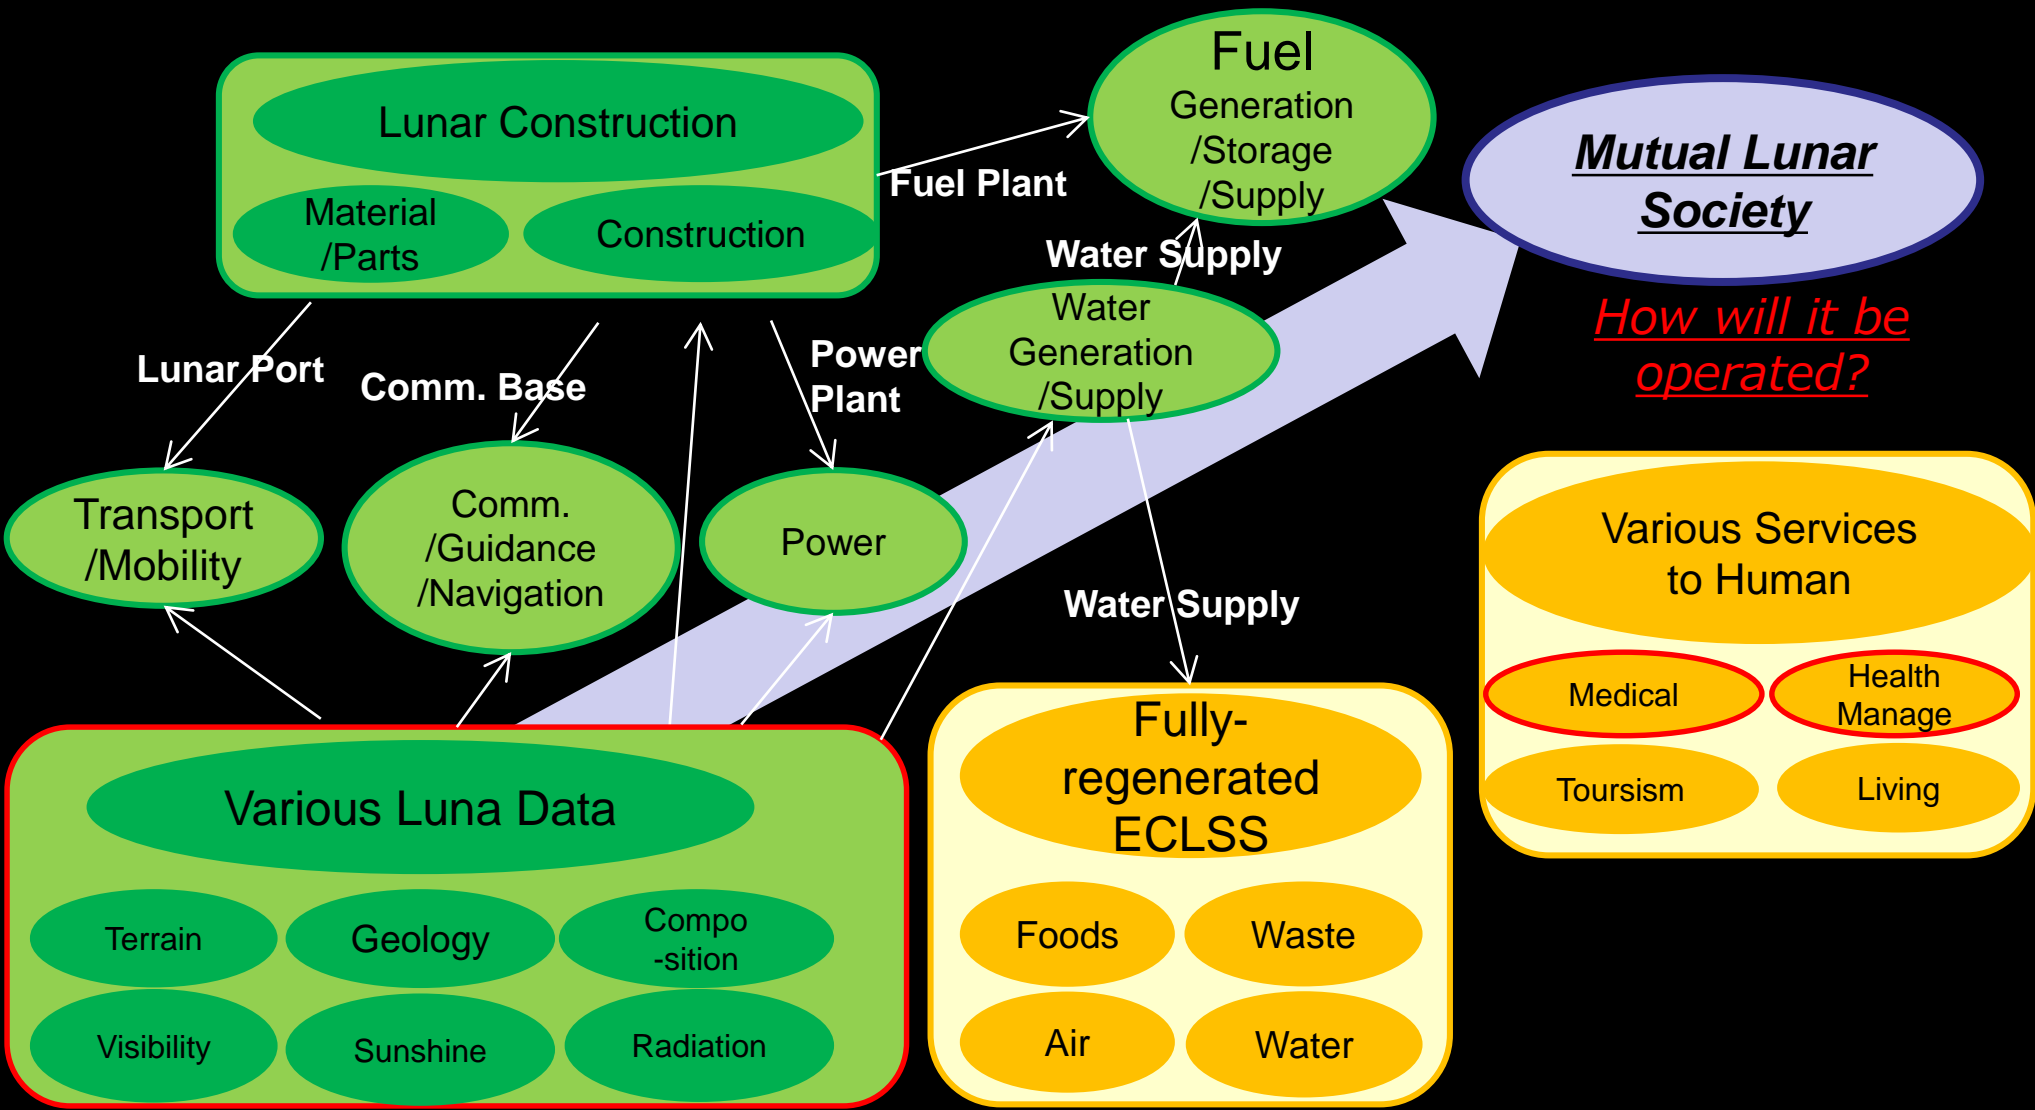 Fuel
Generation
/Storage
/Supply
Lunar Construction
Material
/Parts
Construction
Fuel Plant
Mutual Lunar
Society
How will it be
operated?
Water Supply
Water
Generation
/Supply
Lunar Port
Comm. Base
Power
Plant
Transport
/Mobility
Comm.
/Guidance
/Navigation
Power
Water Supply
Various Services
to Human
Medical
Health
Manage
Toursism
Living
Various Luna Data
Terrain
Geology
Compo
-sition
Visibility
Sunshine
Radiation
Fully-
regenerated
ECLSS
Foods
Waste
Air
Water